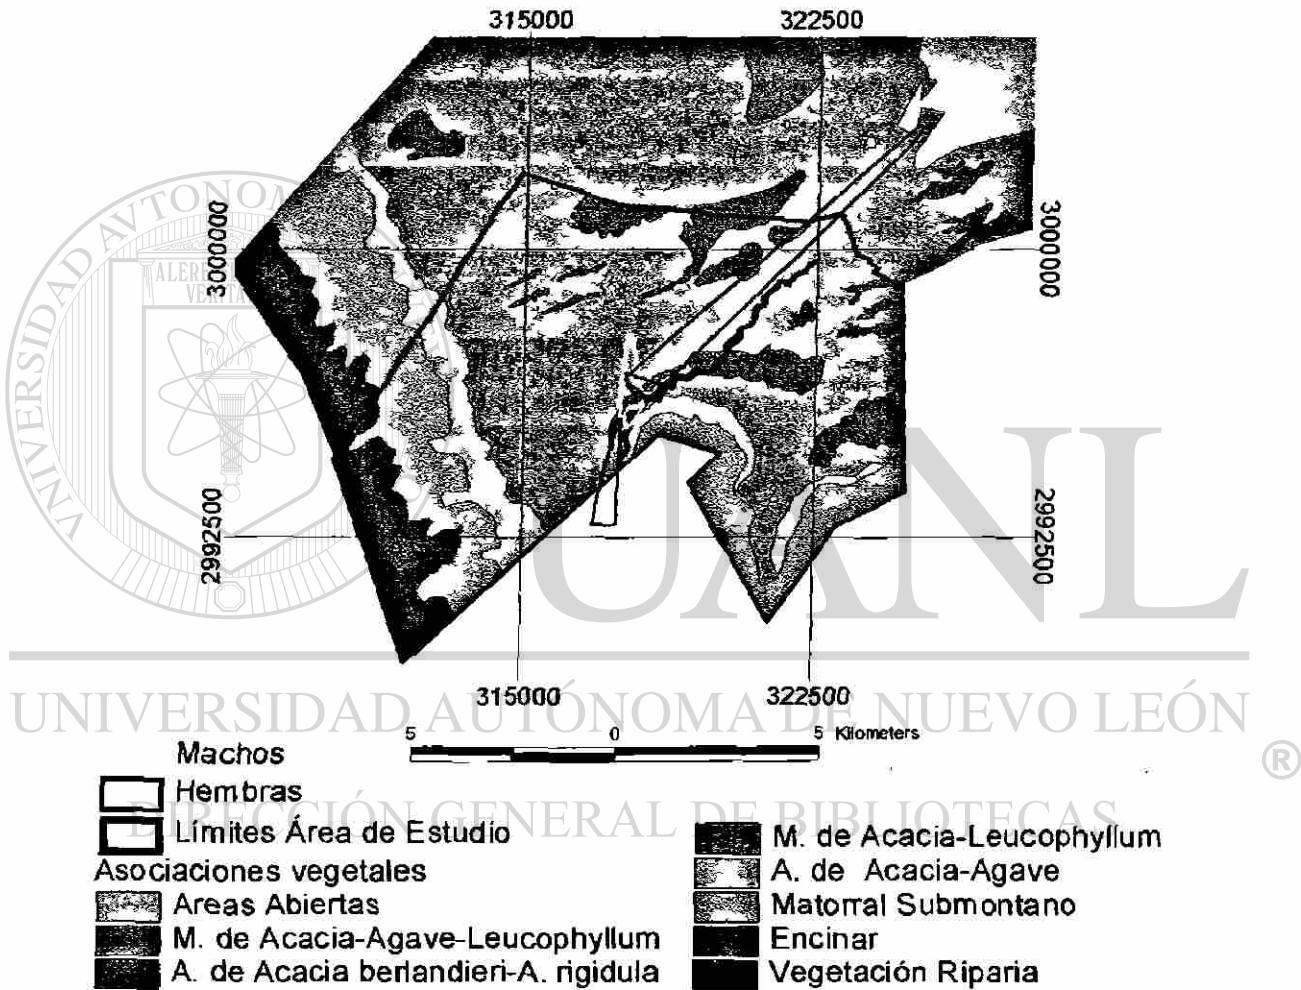 315000 322500
3000000
3000000
2992500
2992500
315000 322500
UANL
UNIVERSIDAD AUTÓNOMA DE NUEVO LEÓN
®
DIRECCIÓN GENERAL DE BIBLIOTECAS
5 0 5 Kilometers
Machos
Hembras
Límites Área de Estudio
Asociaciones vegetales
Areas Abiertas
M. de Acacia-Agave-Leucophyllum
A. de Acacia berlandieri-A. rigidula
M. de Acacia-Leucophyllum
A. de Acacia-Agave
Matorral Submontano
Encinar
Vegetación Riparia